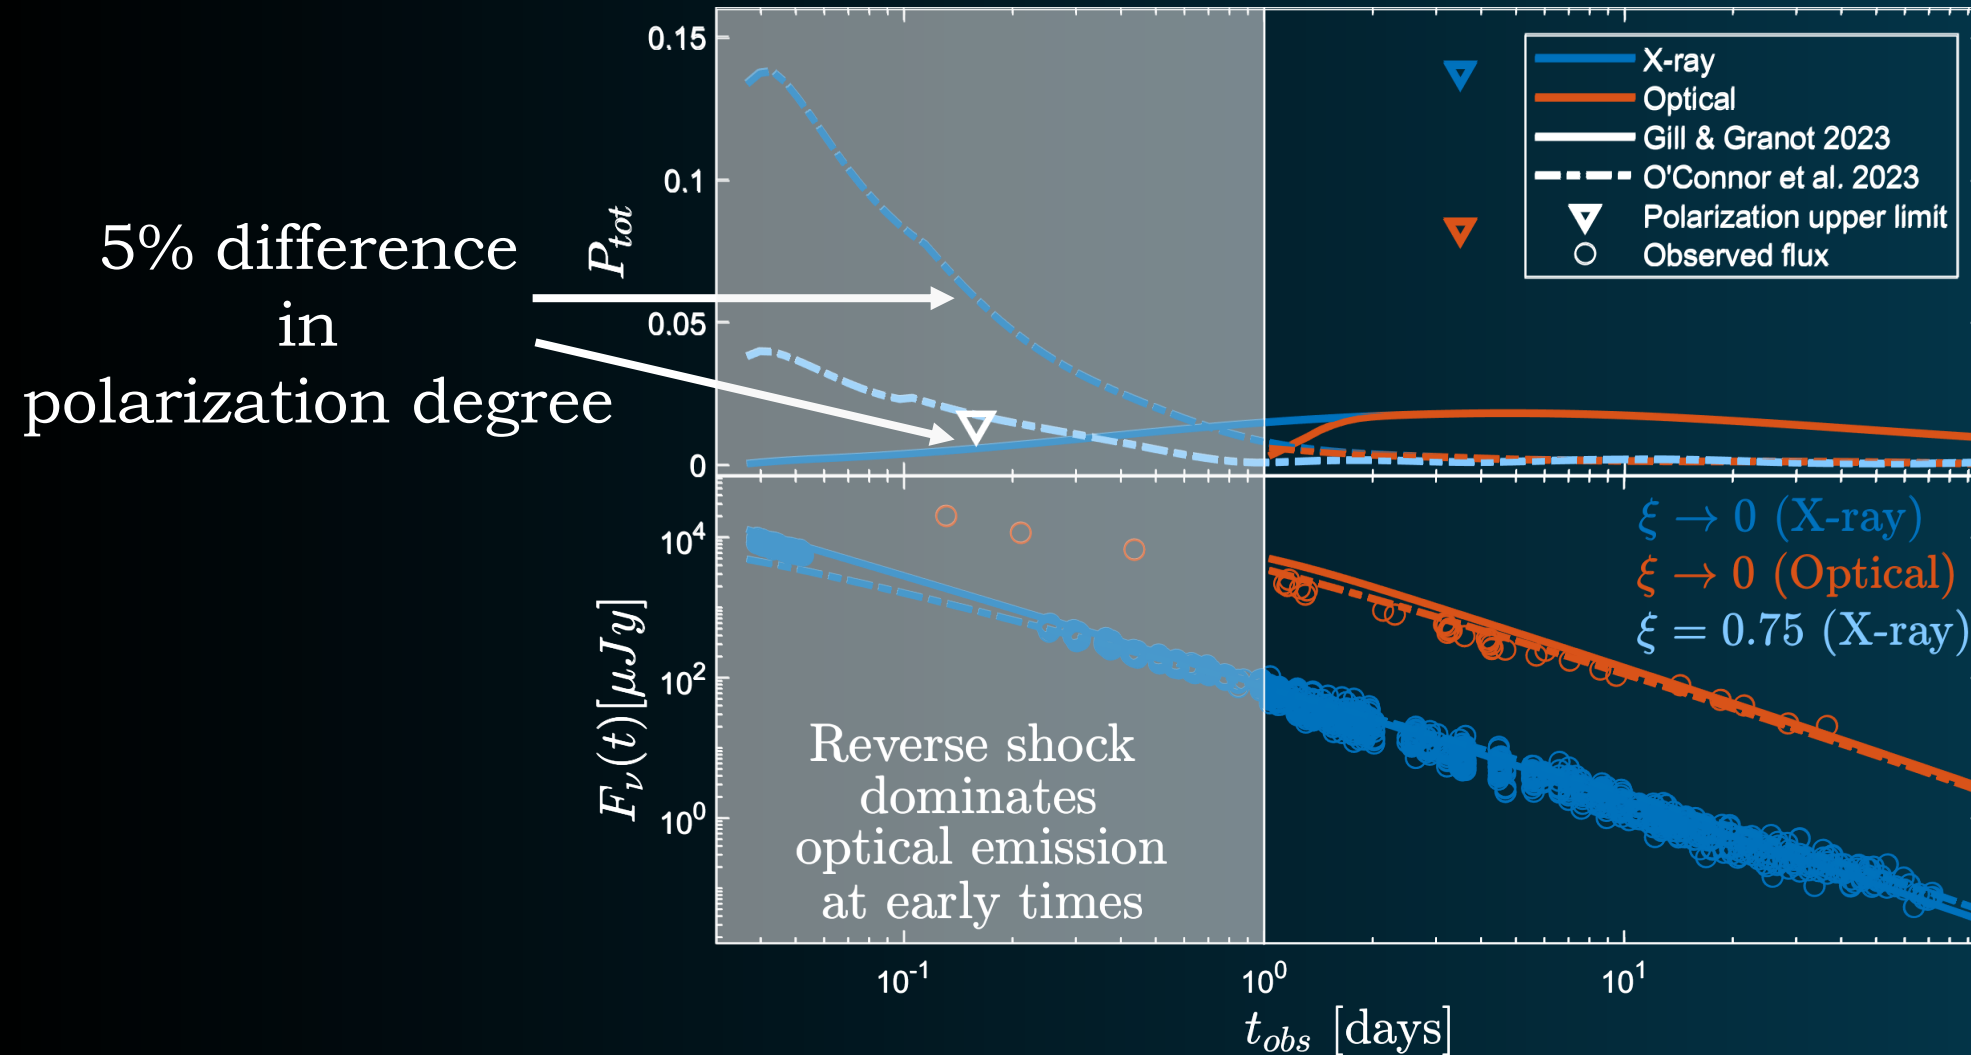 5% difference
in
polarization degree
P_tot
0.15
0.1
0.05
0
X-ray
Optical
Gill & Granot 2023
O'Connor et al. 2023
Polarization upper limit
Observed flux
F_ν(t)[μJy]
10^4
10^2
10^0
ξ → 0 (X-ray)
ξ → 0 (Optical)
ξ = 0.75 (X-ray)
Reverse shock
dominates
optical emission
at early times
10^-1
10^0
10^1
t_obs [days]